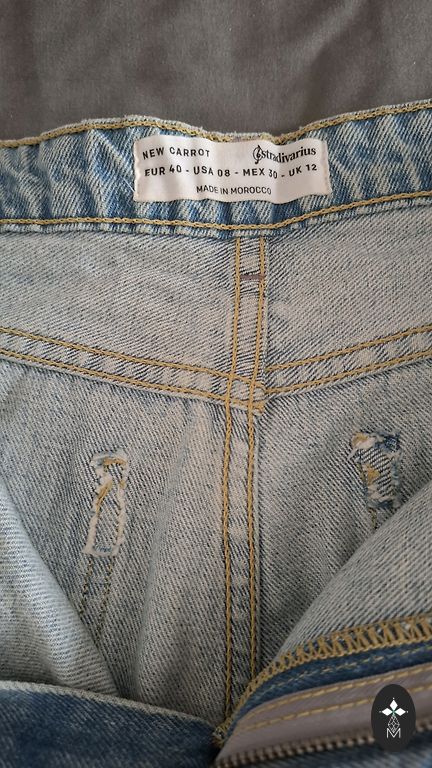 NEW CARROT stradivarius
EUR 40 - USA 08 - MEX 30 - UK 12
MADE IN MOROCCO
M